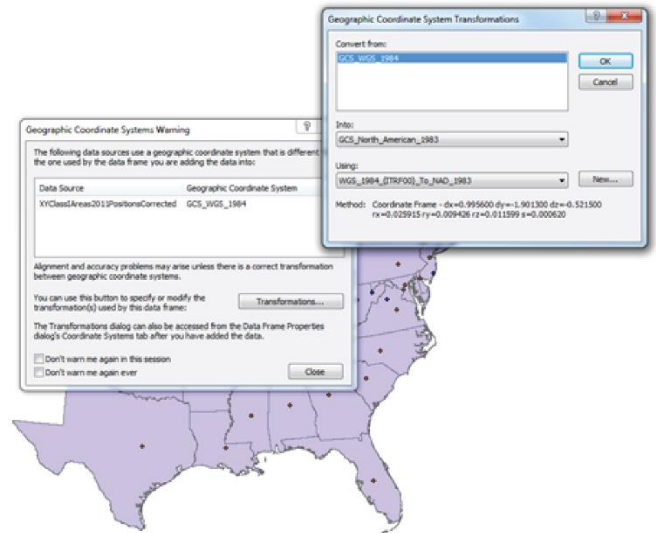 Geographic Coordinate System Transformations
Convert from:
GCS_WGS_1984
OK
Cancel
Into:
GCS_North_American_1983
Using:
WGS_1984_(ITRF00)_To_NAD_1983
New...
Method: Coordinate Frame - dx=0.995600 dy=-1.901300 dz=-0.521500
rx=0.025915 ry=0.009426 rz=0.011599 s=0.000620
Geographic Coordinate Systems Warning
The following data sources use a geographic coordinate system that is different
the one used by the data frame you are adding the data into:
Data Source Geographic Coordinate System
XYClassIAreas2011PositionsCorrected GCS_WGS_1984
Alignment and accuracy problems may arise unless there is a correct transformation
between geographic coordinate systems.
You can use this button to specify or modify the
transformation(s) used by this data frame:
Transformations...
The Transformations dialog can also be accessed from the Data Frame Properties
dialog's Coordinate Systems tab after you have added the data.
Don't warn me again in this session
Don't warn me again ever
Close